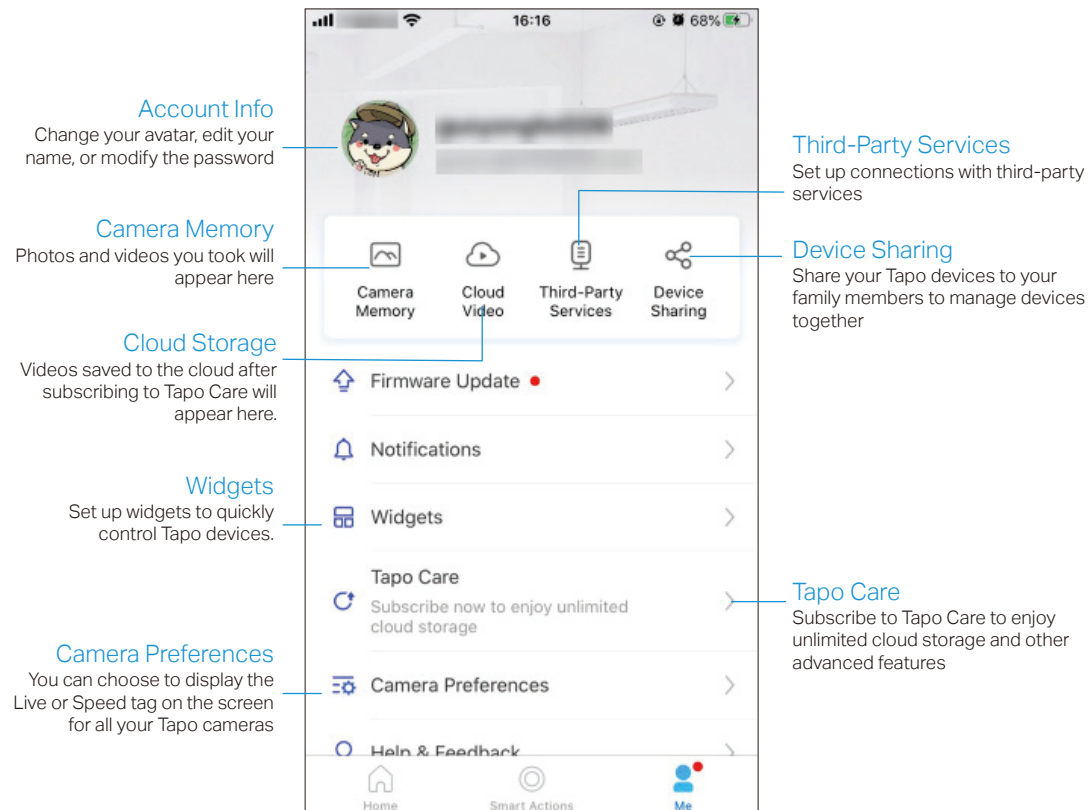 16:16
68%
Account Info
Change your avatar, edit your
name, or modify the password
Camera Memory
Photos and videos you took will
appear here
Cloud Storage
Videos saved to the cloud after
subscribing to Tapo Care will
appear here.
Widgets
Set up widgets to quickly
control Tapo devices.
Camera Preferences
You can choose to display the
Live or Speed tag on the screen
for all your Tapo cameras
Camera
Memory
Cloud
Video
Third-Party
Services
Device
Sharing
Firmware Update
Notifications
Widgets
Tapo Care
Subscribe now to enjoy unlimited
cloud storage
Camera Preferences
Help & Feedback
Home
Smart Actions
Me
Third-Party Services
Set up connections with third-party
services
Device Sharing
Share your Tapo devices to your
family members to manage devices
together
Tapo Care
Subscribe to Tapo Care to enjoy
unlimited cloud storage and other
advanced features